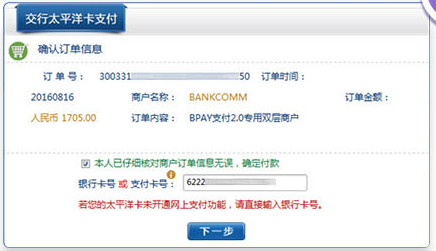 交行太平洋卡支付
确认订单信息
订 单 号： 300331 50 订单时间：
20160816 商户名称： BANKCOMM 订单金额：
人民币 1705.00 订单内容： BPAY支付2.0专用双层商户
本人已仔细核对商户订单信息无误，确定付款
银行卡号 或 支付卡号： 6222
若您的太平洋卡未开通网上支付功能，请直接输入银行卡号。
下一步